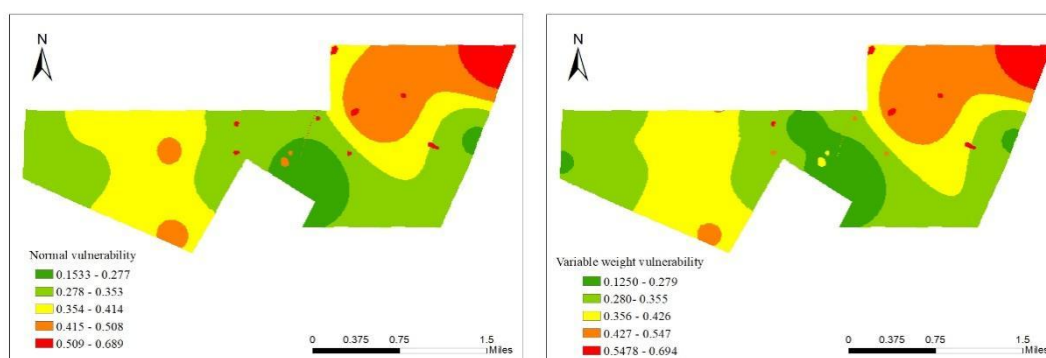 N
Normal vulnerability
0.1533 - 0.277
0.278 - 0.353
0.354 - 0.414
0.415 - 0.508
0.509 - 0.689
0 0.375 0.75 1.5
Miles
N
Variable weight vulnerability
0.1250 - 0.279
0.280- 0.355
0.356 - 0.426
0.427 - 0.547
0.5478 - 0.694
0 0.375 0.75 1.5
Miles